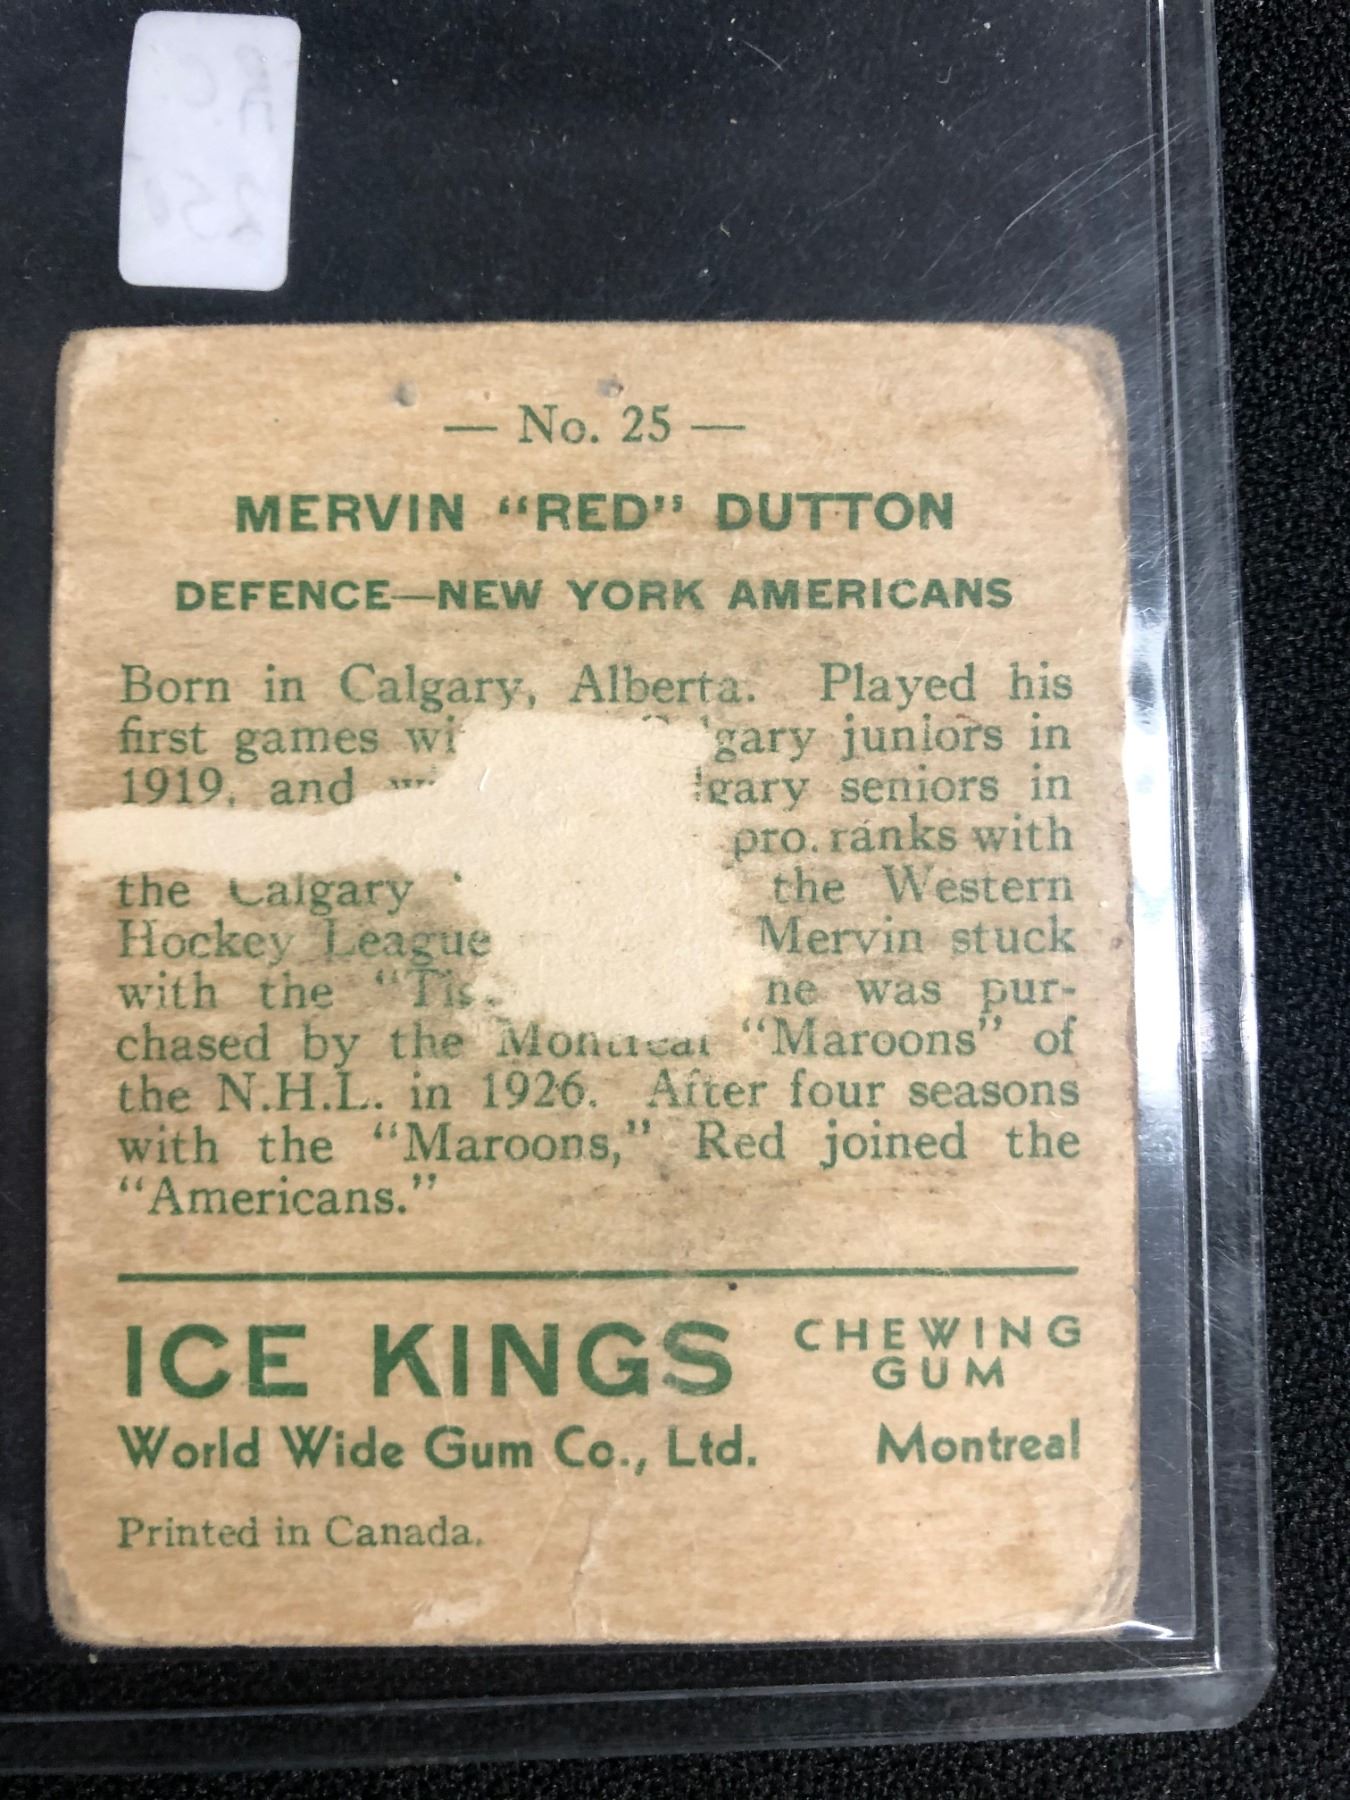 — No. 25 —
MERVIN “RED” DUTTON
DEFENCE—NEW YORK AMERICANS
Born in Calgary, Alberta. Played his
first games gary juniors in
1919, and gary seniors in
pro. ranks with
the Calgary the Western
Hockey League Mervin stuck
with the was pur-
chased by the Montreal “Maroons” of
the N.H.L. in 1926. After four seasons
with the “Maroons,” Red joined the
“Americans.”
ICE KINGS CHEWING
GUM
World Wide Gum Co., Ltd. Montreal
Printed in Canada.